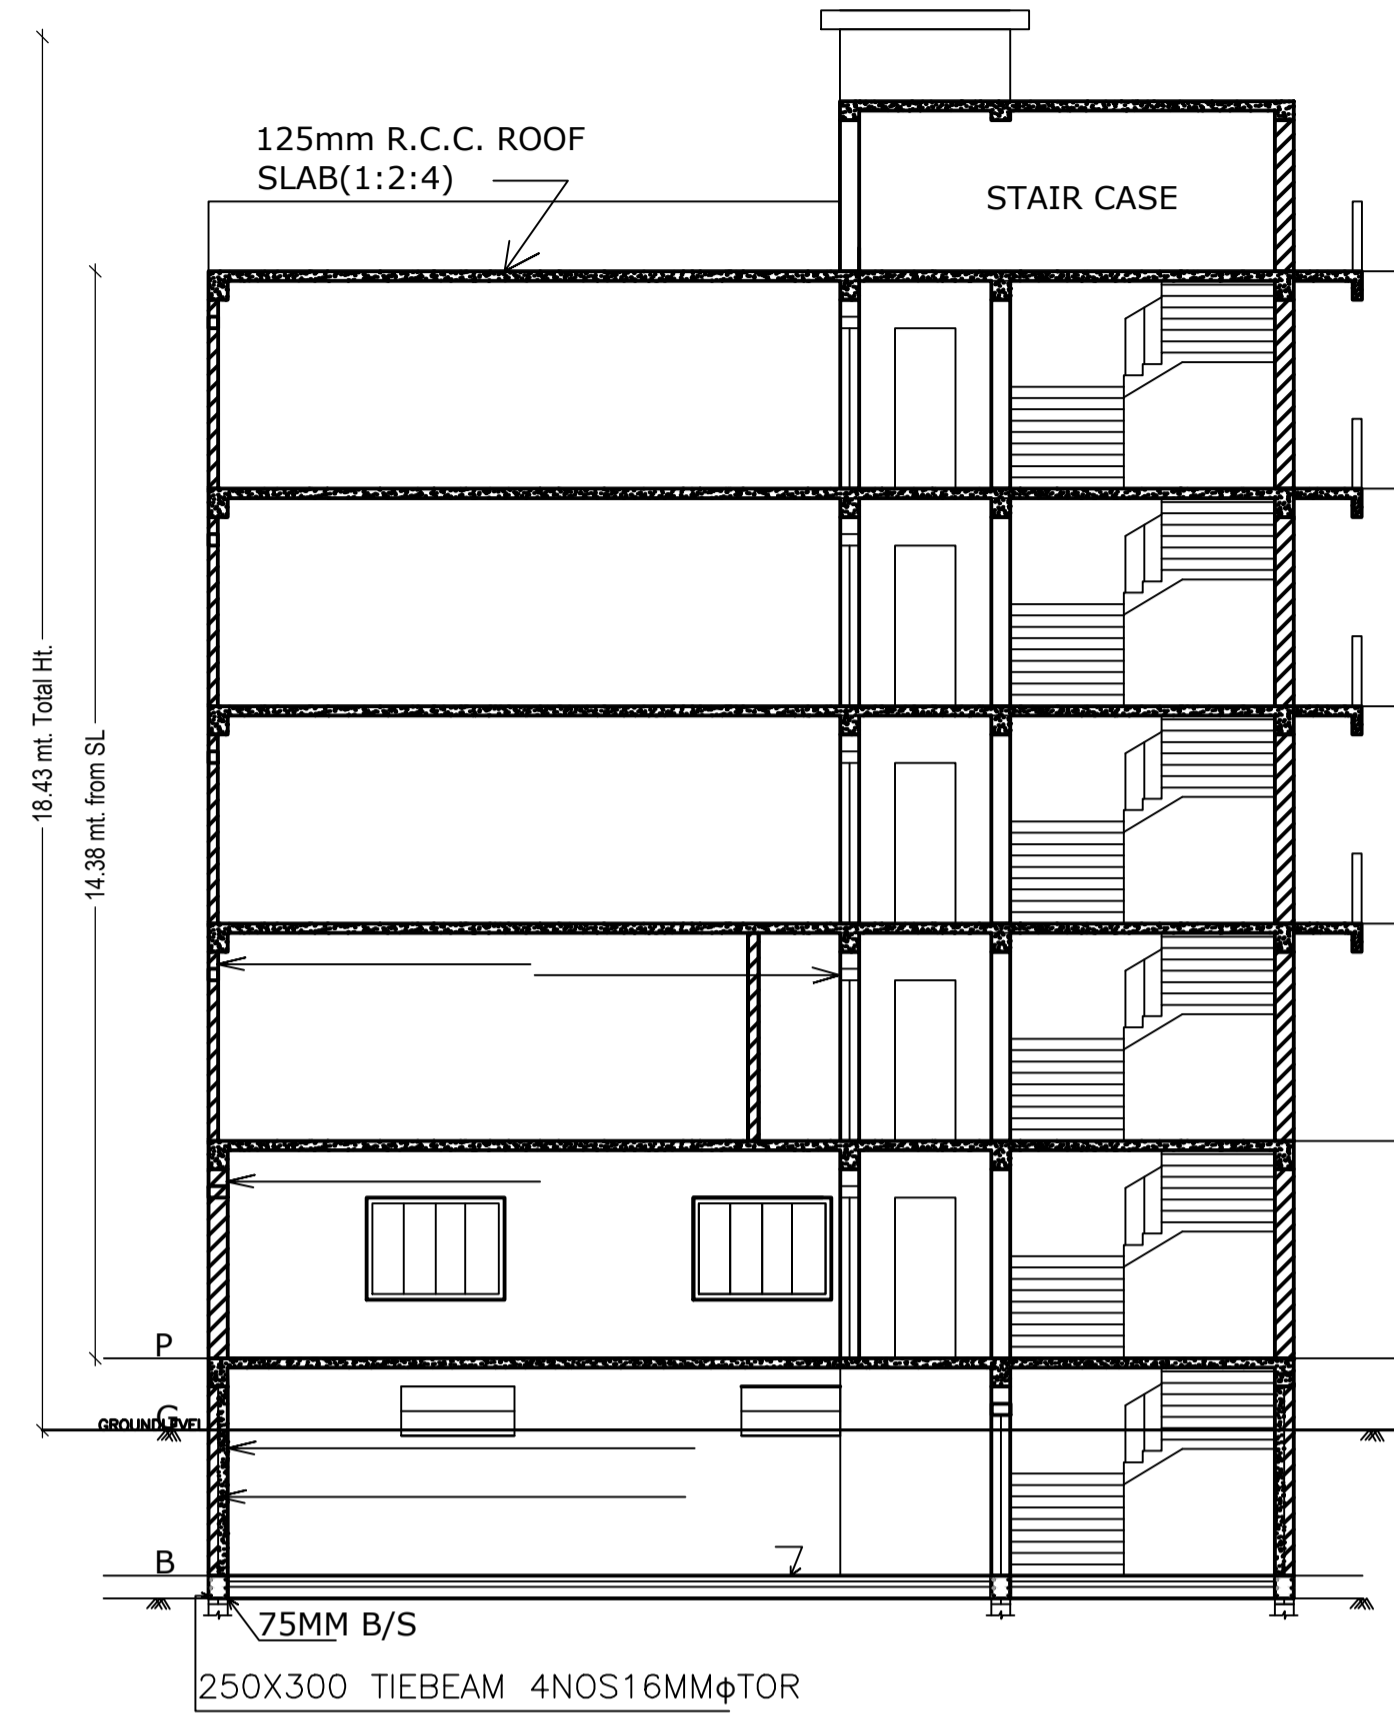 125mm R.C.C. ROOF
SLAB(1:2:4)
STAIR CASE
18.43 mt. Total Ht.
14.38 mt. from SL
P
G
GROUNDLEVEL
B
75MM B/S
250X300 TIEBEAM 4NOS16MMϕTOR